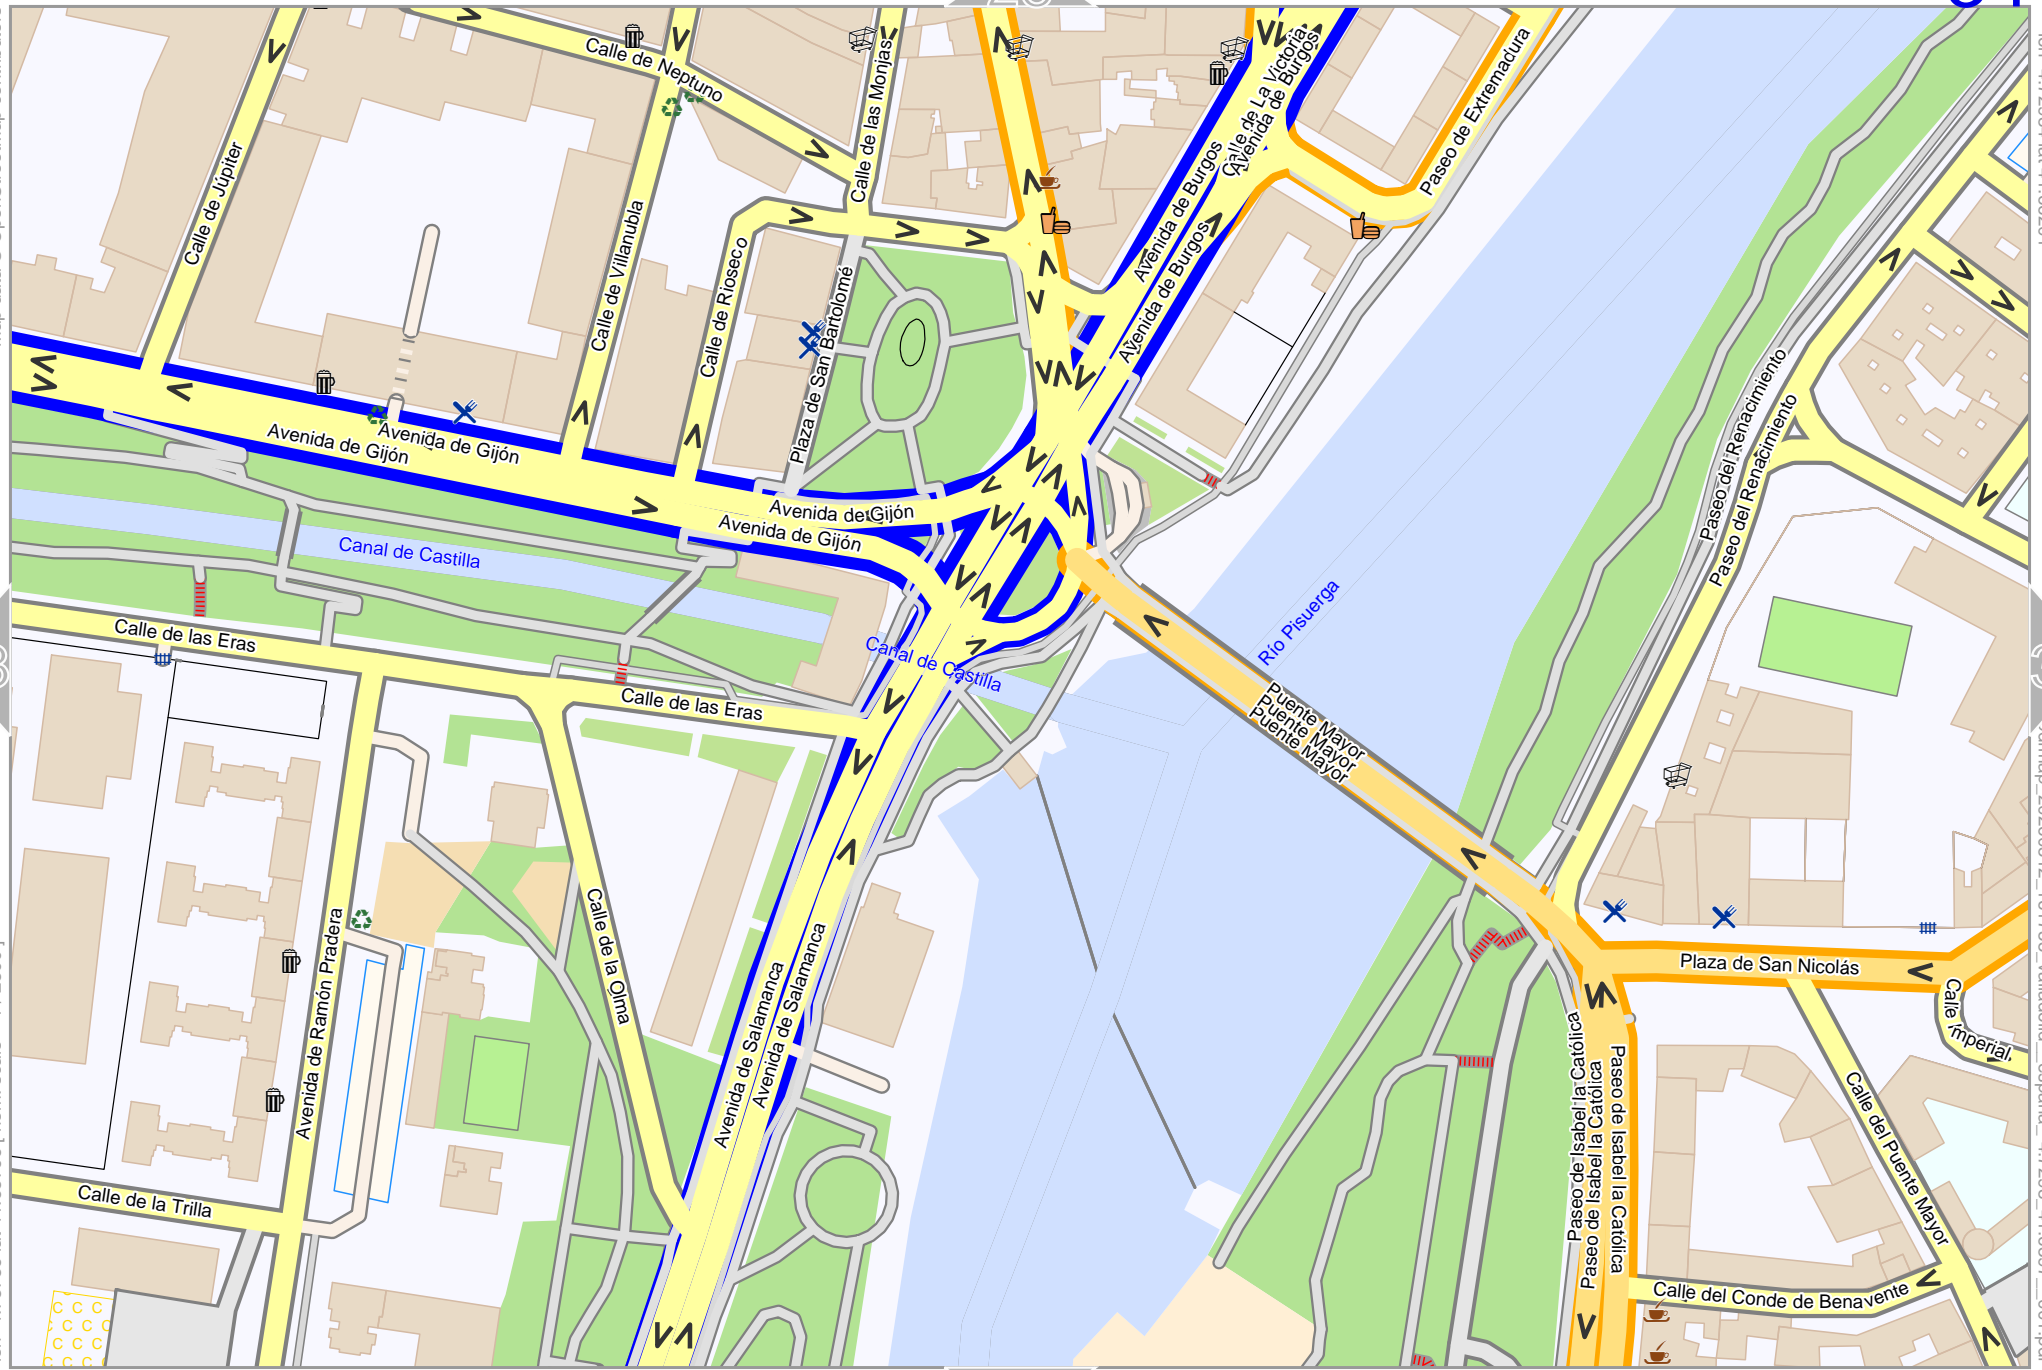 Calle de Neptuno
Calle de las Monjas
Calle de La Victoria
Avenida de Burgos
Paseo de Extremadura
Calle de Júpiter
Calle de Villanubla
Calle de Rioseco
Plaza de San Bartolomé
Avenida de Burgos
Avenida de Burgos
Avenida de Gijón
Avenida de Gijón
Avenida de Gijón
Avenida de Gijón
Canal de Castilla
Paseo del Renacimiento
Paseo del Renacimiento
Río Pisuerga
Calle de las Eras
Canal de Castilla
Calle de las Eras
Puente Mayor
Puente Mayor
Puente Mayor
Avenida de Ramón Pradera
Calle de la Olma
Avenida de Salamanca
Avenida de Salamanca
Plaza de San Nicolás
Calle Imperial
Paseo de Isabel la Católica
Paseo de Isabel la Católica
Paseo de Isabel la Católica
Calle del Puente Mayor
Calle de la Trilla
Calle del Conde de Benavente
C C C
C C C
C C C
C C C